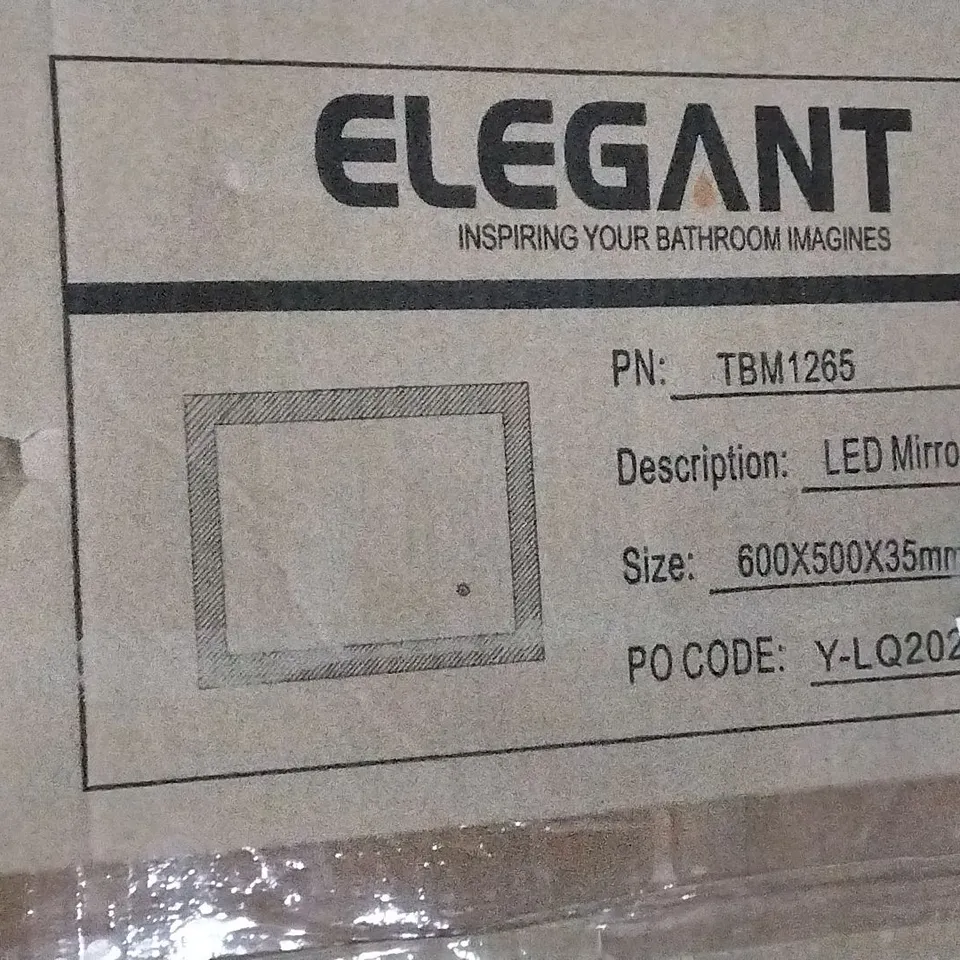 ELEGANT
INSPIRING YOUR BATHROOM IMAGINES
PN: TBM1265
Description: LED Mirro
Size: 600X500X35mm
PO CODE: Y-LQ202